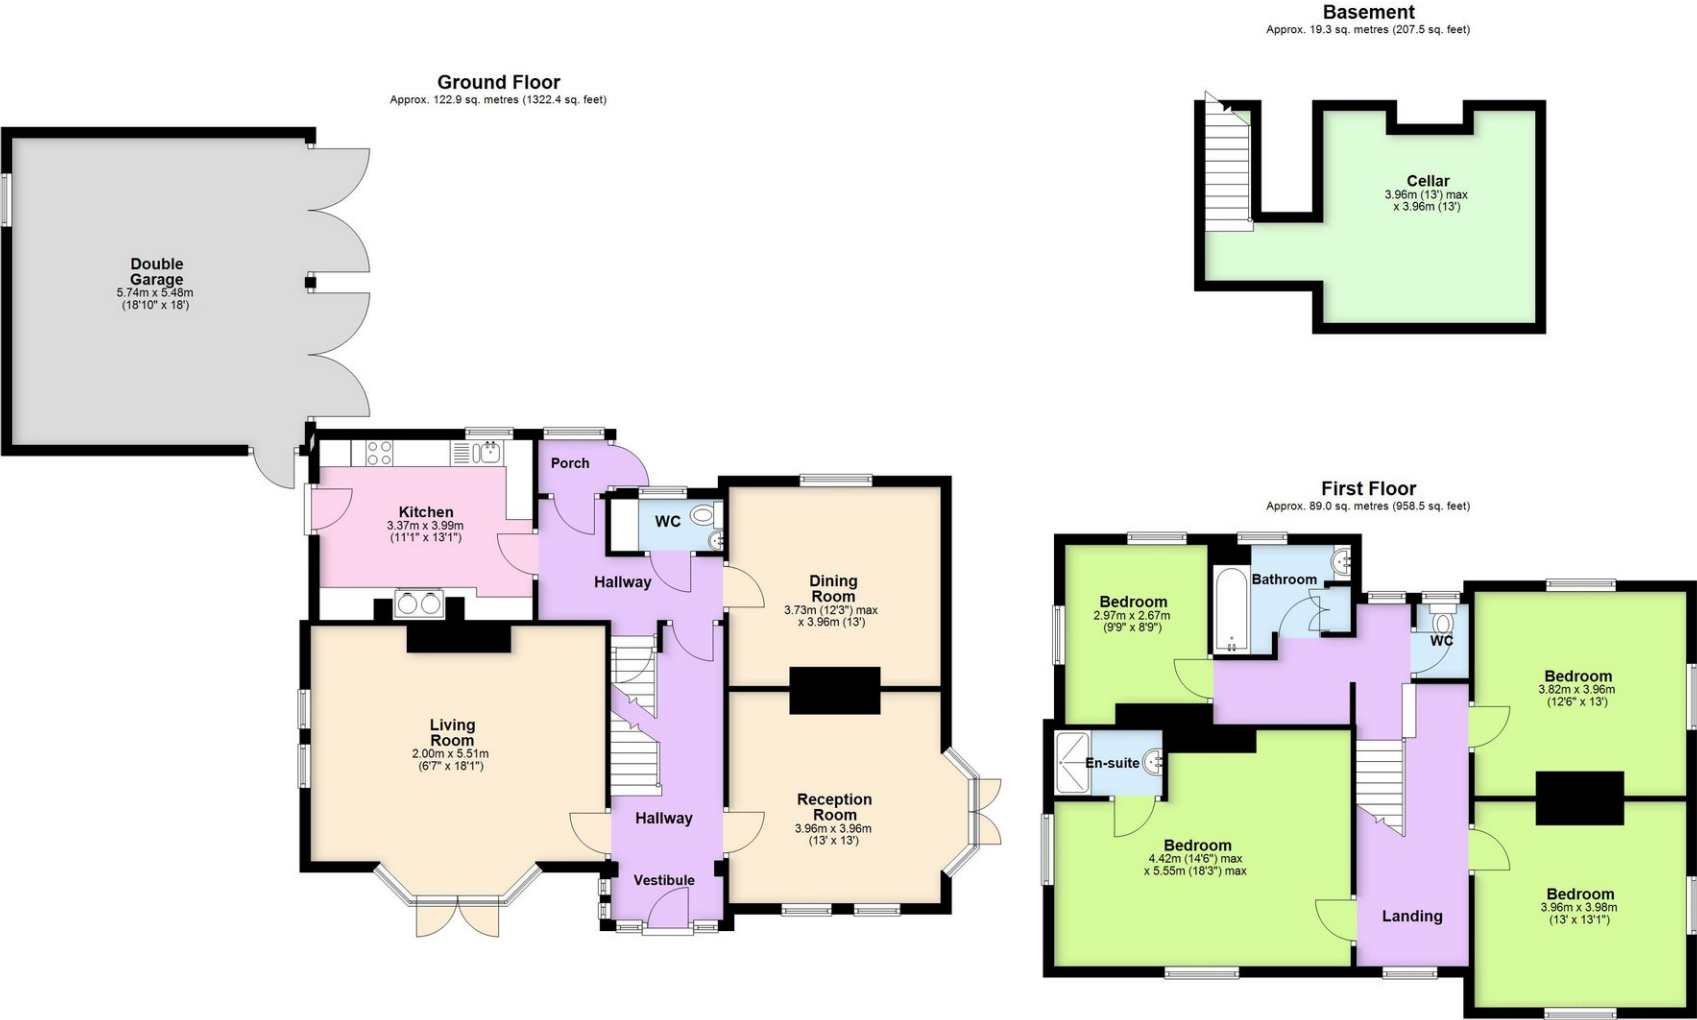 Basement
Approx. 19.3 sq. metres (207.5 sq. feet)
Ground Floor
Approx. 122.9 sq. metres (1322.4 sq. feet)
Cellar
3.96m (13') max
x 3.96m (13')
Double
Garage
5.74m x 5.48m
(18'10" x 18')
Porch
Kitchen
3.37m x 3.99m
(11'1" x 13'1")
WC
Hallway
Dining
Room
3.73m (12'3") max
x 3.96m (13')
Living
Room
2.00m x 5.51m
(6'7" x 18'1")
Hallway
Reception
Room
3.96m x 3.96m
(13' x 13')
Vestibule
First Floor
Approx. 89.0 sq. metres (958.5 sq. feet)
Bedroom
2.97m x 2.67m
(9'9" x 8'9")
Bathroom
WC
Bedroom
3.82m x 3.96m
(12'6" x 13')
En-suite
Bedroom
4.42m (14'6") max
x 5.55m (18'3") max
Landing
Bedroom
3.96m x 3.98m
(13' x 13'1")